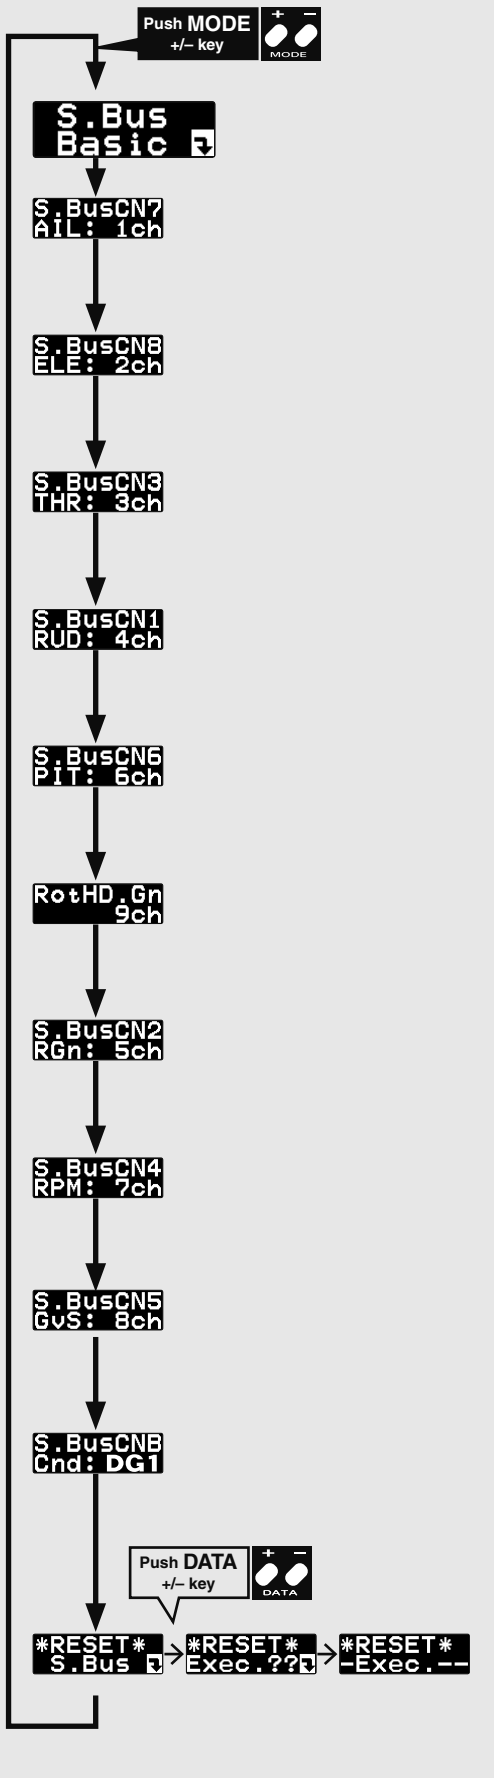 Push MODE
+/– key
+ –
MODE
S.Bus
Basic
S.BusCN7
AIL: 1ch
S.BusCN8
ELE: 2ch
S.BusCN3
THR: 3ch
S.BusCN1
RUD: 4ch
S.BusCN6
PIT: 6ch
RotHD.Gn
9ch
S.BusCN2
RGn: 5ch
S.BusCN4
RPM: 7ch
S.BusCN5
GvS: 8ch
S.BusCNB
Cnd: DG1
Push DATA
+/– key
+ –
DATA
*RESET*
S.Bus
*RESET*
Exec.??
*RESET*
-Exec.--